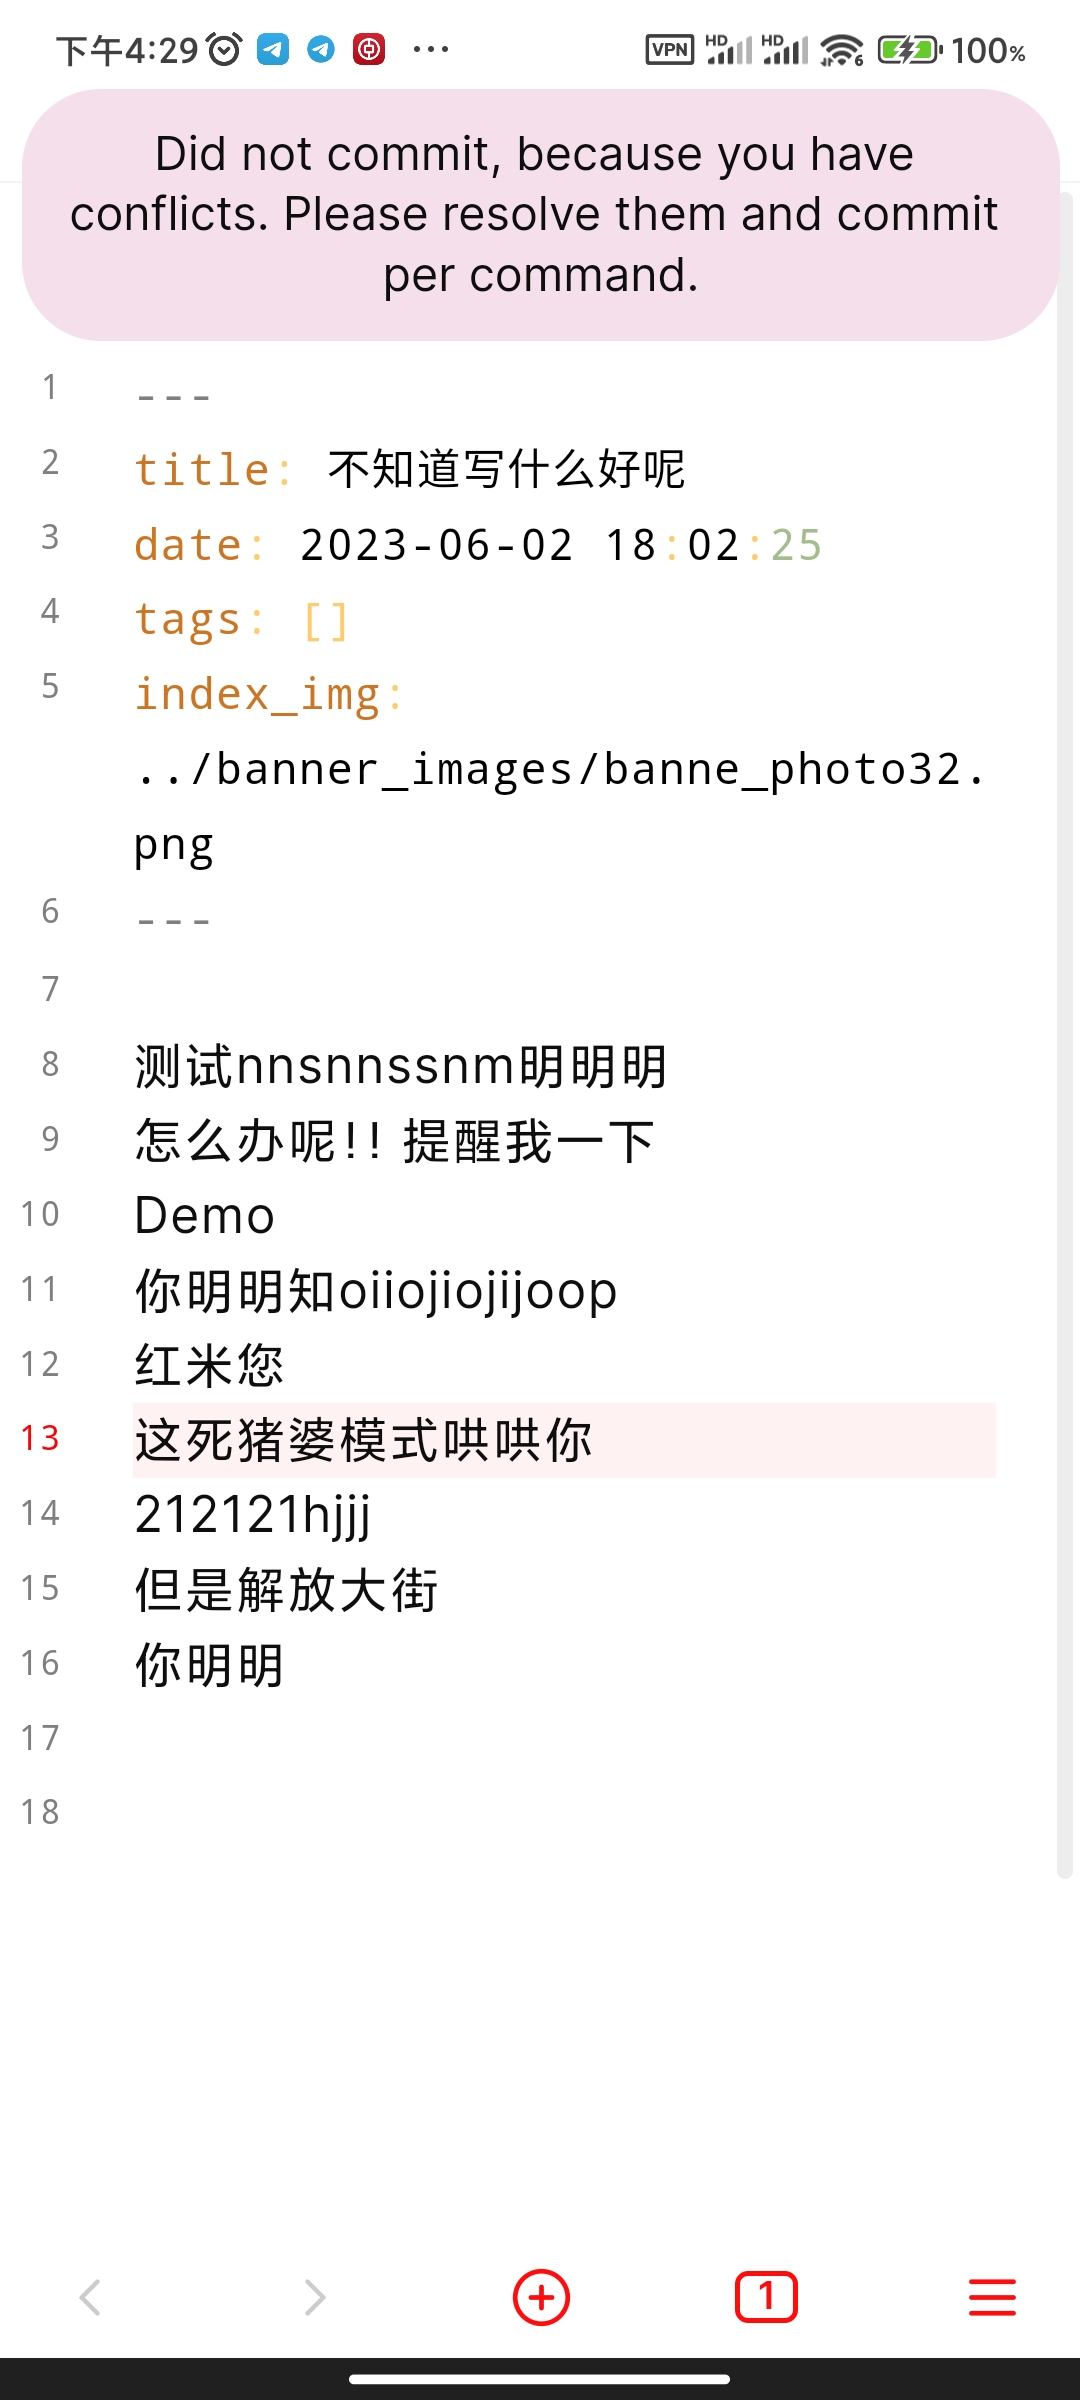 下午4:29 ... VPN HD HD 6 100%
Did not commit, because you have
conflicts. Please resolve them and commit
per command.
1 ---
2 title: 不知道写什么好呢
3 date: 2023-06-02 18:02:25
4 tags: []
5 index_img:
../banner_images/banne_photo32.
png
6 ---
7
8 测试nnsnnssnm明明明
9 怎么办呢!! 提醒我一下
10 Demo
11 你明明知oiiojiojijoop
12 红米您
13 这死猪婆模式哄哄你
14 212121hjjj
15 但是解放大街
16 你明明
17
18
1